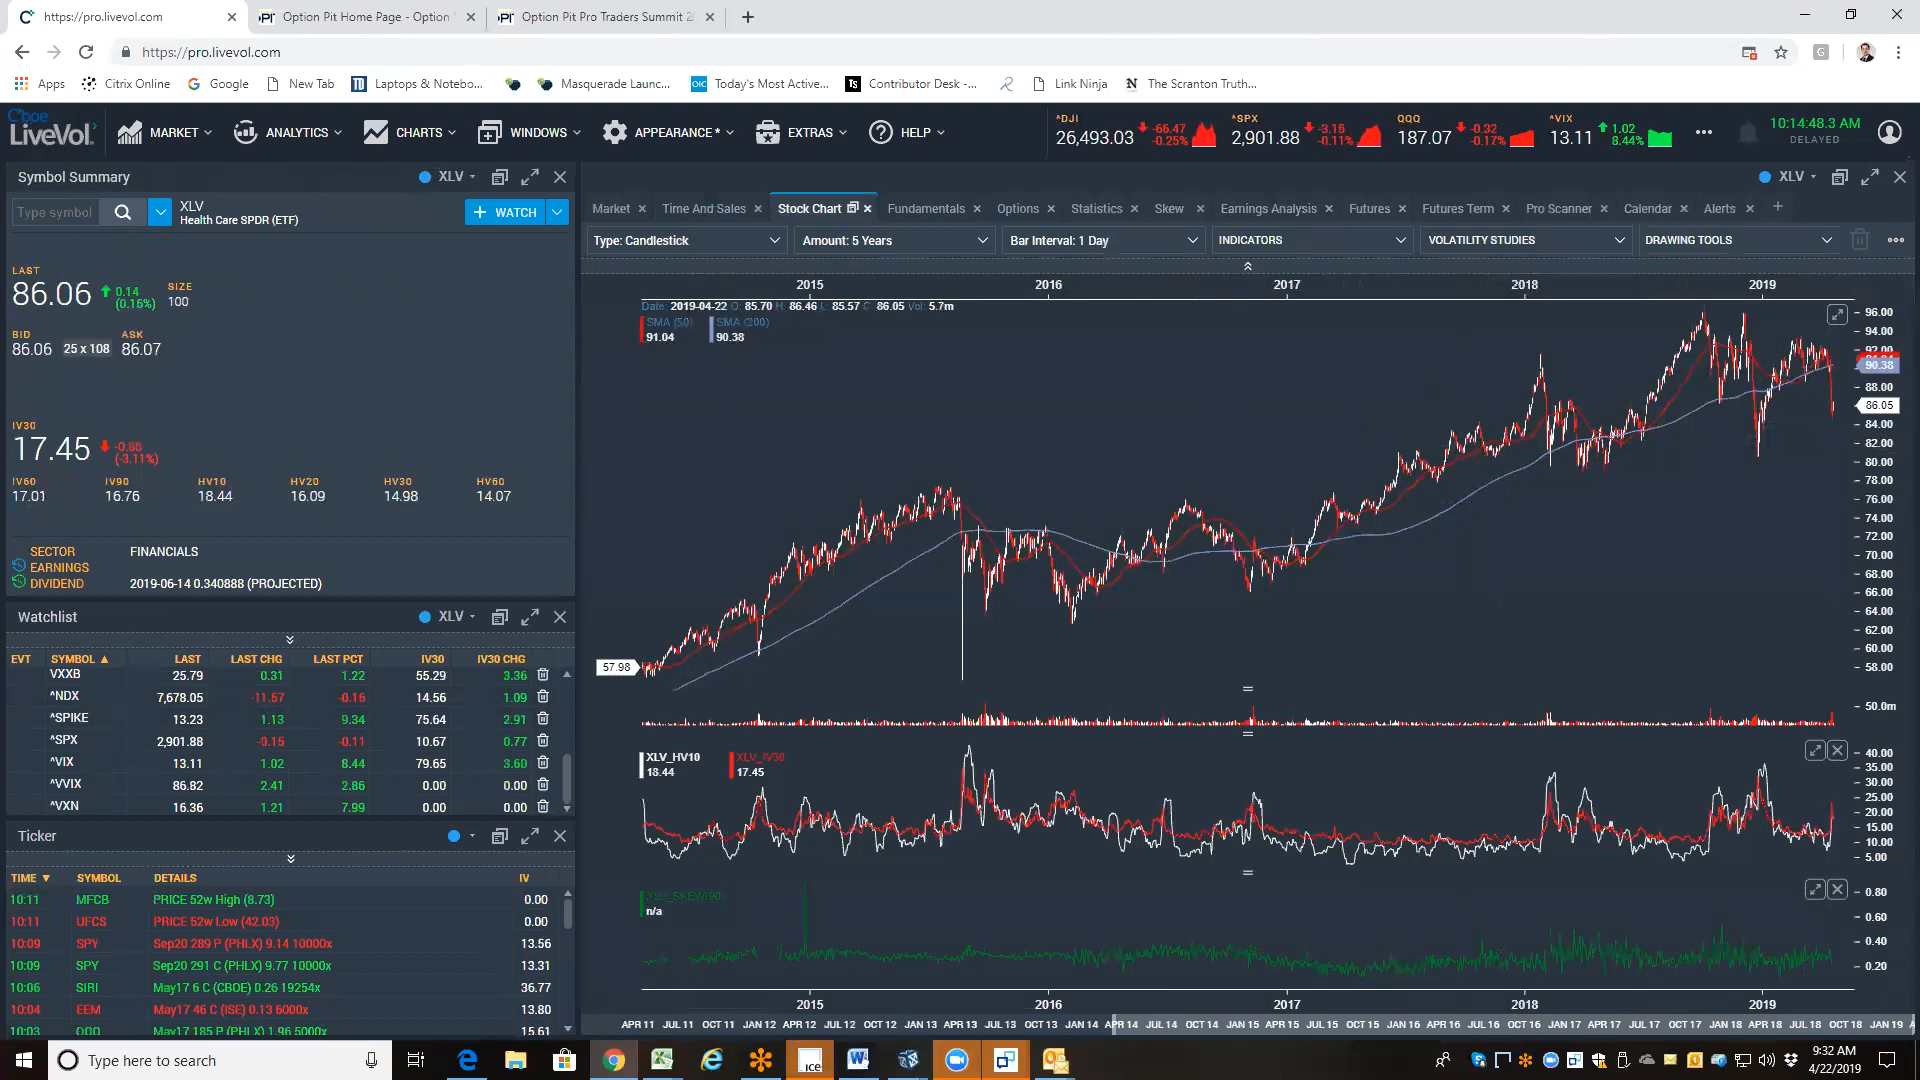 https://pro.livevol.com
Option Pit Home Page - Option
Option Pit Pro Traders Summit 2
https://pro.livevol.com
Apps
Citrix Online
Google
New Tab
Laptops & Notebo...
Masquerade Launc...
OIC
Today's Most Active...
Contributor Desk -...
Link Ninja
N
The Scranton Truth...
Cboe
LiveVol
MARKET
ANALYTICS
CHARTS
WINDOWS
APPEARANCE*
EXTRAS
HELP
^DJI
26,493.03
-66.47
-0.25%
^SPX
2,901.88
-3.15
-0.11%
QQQ
187.07
-0.32
-0.17%
^VIX
13.11
1.02
8.44%
10:14:48.3 AM
DELAYED
Symbol Summary
XLV
Type symbol
XLV
Health Care SPDR (ETF)
+ WATCH
LAST
86.06
0.14
(0.15%)
SIZE
100
BID
ASK
86.06
25 x 108
86.07
IV30
17.45
(-3.11%)
IV60 IV90 HV10 HV20 HV30 HV60
17.01 16.76 18.44 16.09 14.98 14.07
SECTOR FINANCIALS
EARNINGS
DIVIDEND 2019-06-14 0.340888 (PROJECTED)
Watchlist
XLV
EVT SYMBOL LAST LAST CHG LAST PCT IV30 IV30 CHG
VXXB 25.79 0.31 1.22 55.29 3.36
^NDX 7,678.05 -11.57 -0.16 14.56 1.09
^SPIKE 13.23 1.13 9.34 75.64 2.91
^SPX 2,901.88 -0.11 10.67 0.77
^VIX 13.11 1.02 8.44 79.65 3.60
^VVIX 86.82 2.41 2.86 0.00 0.00
^VXN 16.36 1.21 7.99 0.00 0.00
Ticker
TIME SYMBOL DETAILS IV
10:11 MFCB PRICE 52w High (8.73) 0.00
10:11 UFCS PRICE 52w Low (42.03) 0.00
10:09 SPY Sep20 289 P (PHLX) 9.14 10000x 13.56
10:09 SPY Sep20 291 C (PHLX) 9.77 10000x 13.31
10:06 SIRI May17 6 C (CBOE) 0.26 19254x 36.77
10:04 EEM May17 46 C (ISE) 0.13 6000x 13.80
10:03 QQQ May17 185 P (PHLX) 1.96 5000x 15.61
XLV
Market
Time And Sales
Stock Chart
Fundamentals
Options
Statistics
Skew
Earnings Analysis
Futures
Futures Term
Pro Scanner
Calendar
Alerts
Type: Candlestick
Amount: 5 Years
Bar Interval: 1 Day
INDICATORS
VOLATILITY STUDIES
DRAWING TOOLS
2015 2016 2017 2018 2019
Date: 2019-04-22 O: 85.70 H: 86.46 L: 85.57 C: 86.05 Vol: 5.7m
SMA (50)
91.04
SMA (200)
90.38
96.00
94.00
92.00
90.38
88.00
86.05
84.00
82.00
80.00
78.00
76.00
74.00
72.00
70.00
68.00
66.00
64.00
62.00
60.00
58.00
57.98
50.0m
XLV_HV10
18.44
XLV_IV30
17.45
40.00
35.00
30.00
25.00
20.00
15.00
10.00
5.00
XLV_SKEW(90)
n/a
0.80
0.60
0.40
0.20
2015 2016 2017 2018 2019
APR 11 JUL 11 OCT 11 JAN 12 APR 12 JUL 12 OCT 12 JAN 13 APR 13 JUL 13 OCT 13 JAN 14 APR 14 JUL 14 OCT 14 JAN 15 APR 15 JUL 15 OCT 15 JAN 16 APR 16 JUL 16 OCT 16 JAN 17 APR 17 JUL 17 OCT 17 JAN 18 APR 18 JUL 18 OCT 18 JAN 19 A
Type here to search
ice
9:32 AM
4/22/2019